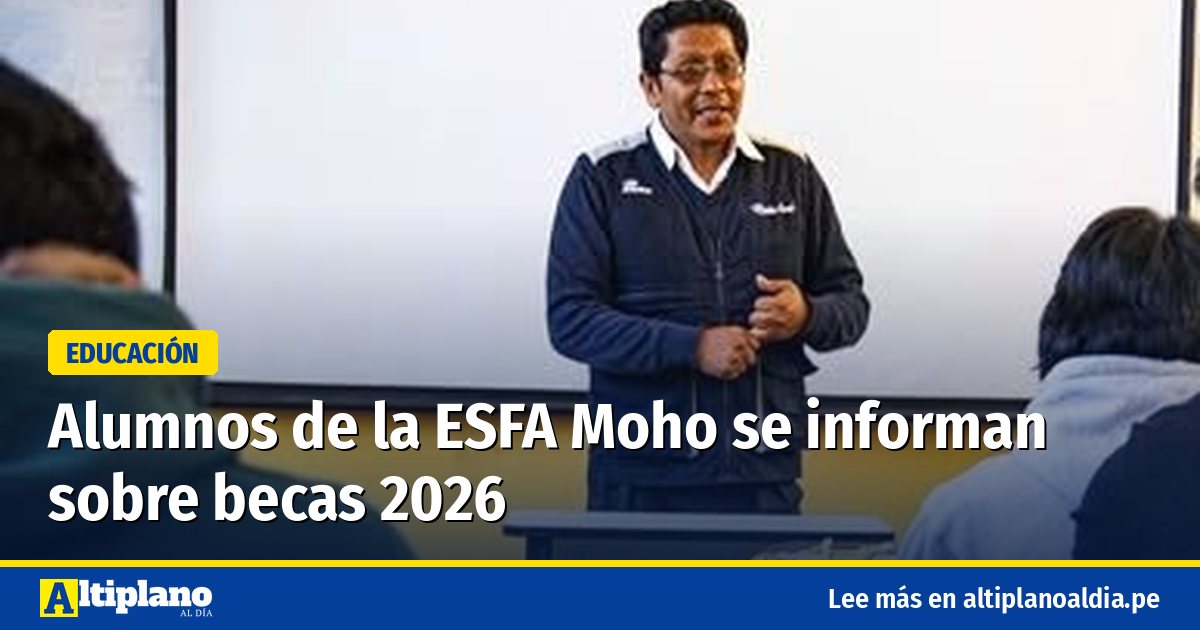 EDUCACIÓN
Alumnos de la ESFA Moho se informan
sobre becas 2026
Altiplano
AL DÍA
Lee más en altiplanoaldia.pe